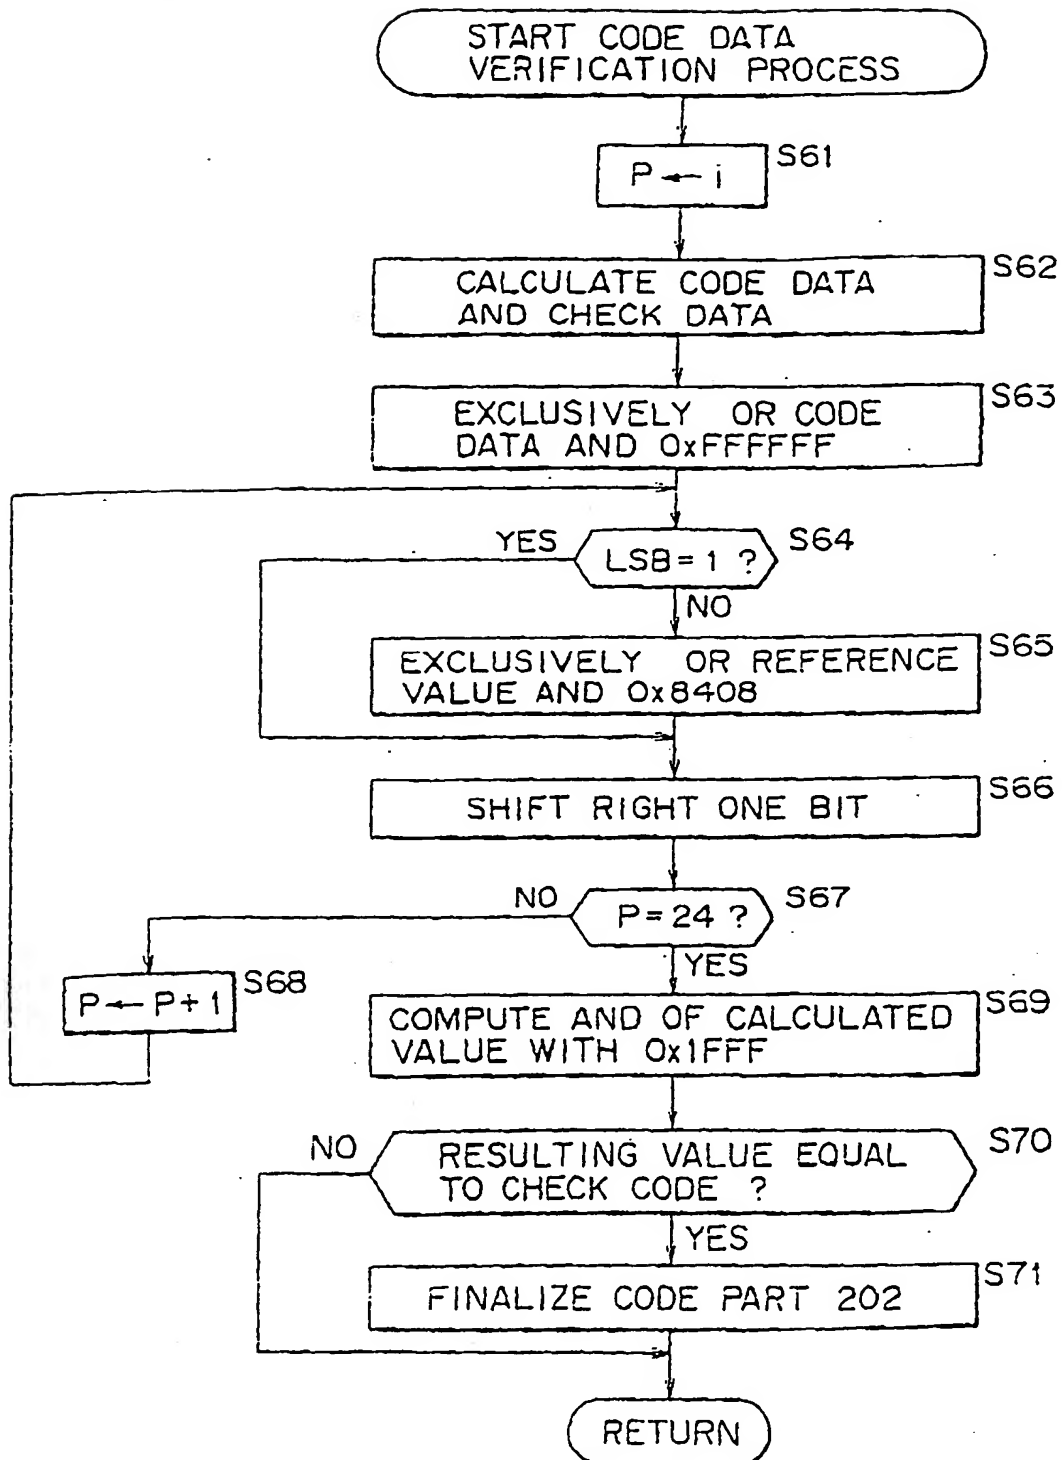 START CODE DATA
VERIFICATION PROCESS
S61
P ← i
S62
CALCULATE CODE DATA
AND CHECK DATA
S63
EXCLUSIVELY OR CODE
DATA AND 0xFFFFFF
YES
S64
LSB = 1 ?
NO
S65
EXCLUSIVELY OR REFERENCE
VALUE AND 0x8408
S66
SHIFT RIGHT ONE BIT
NO
S67
P = 24 ?
YES
S68
P ← P + 1
S69
COMPUTE AND OF CALCULATED
VALUE WITH 0x1FFF
NO
S70
RESULTING VALUE EQUAL
TO CHECK CODE ?
YES
S71
FINALIZE CODE PART 202
RETURN